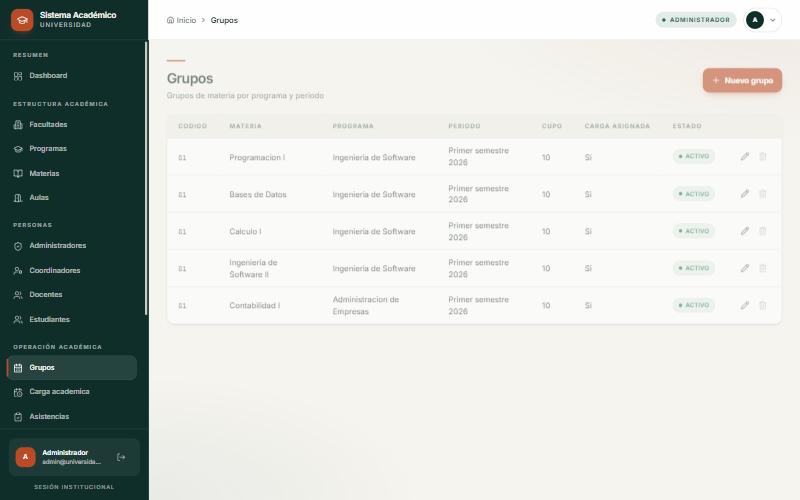 Sistema Académico
UNIVERSIDAD
RESUMEN
Dashboard
ESTRUCTURA ACADÉMICA
Facultades
Programas
Materias
Aulas
PERSONAS
Administradores
Coordinadores
Docentes
Estudiantes
OPERACIÓN ACADÉMICA
Grupos
Carga academica
Asistencias
A
Administrador
admin@universida...
SESIÓN INSTITUCIONAL
Inicio > Grupos
ADMINISTRADOR
A
Grupos
Grupos de materia por programa y periodo
+ Nuevo grupo
CODIGO MATERIA PROGRAMA PERIODO CUPO CARGA ASIGNADA ESTADO
G1 Programacion I Ingenieria de Software Primer semestre 2026 10 Si ACTIVO
G1 Bases de Datos Ingenieria de Software Primer semestre 2026 10 Si ACTIVO
G1 Calculo I Ingenieria de Software Primer semestre 2026 10 Si ACTIVO
G1 Ingenieria de Software II Ingenieria de Software Primer semestre 2026 10 Si ACTIVO
G1 Contabilidad I Administracion de Empresas Primer semestre 2026 10 Si ACTIVO